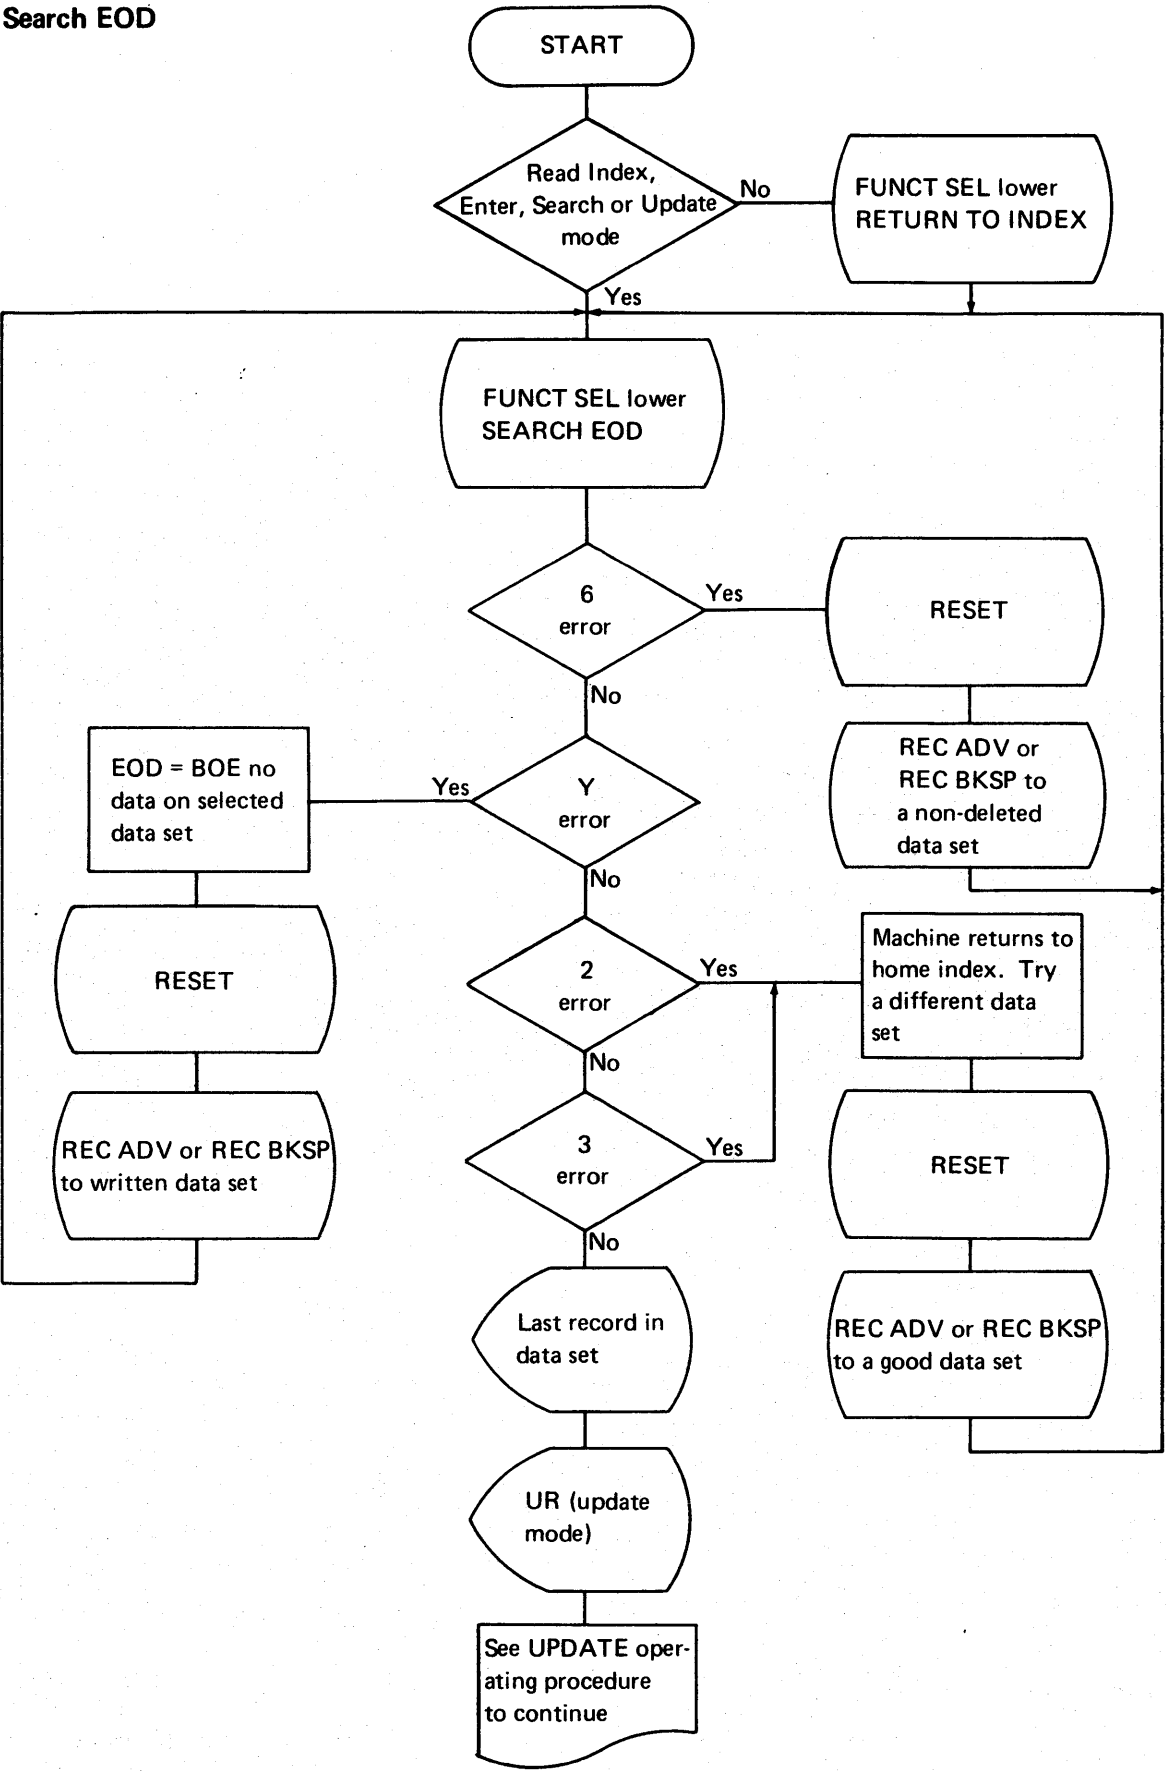 Search EOD
START
Read Index,
Enter, Search or Update
mode
No
FUNCT SEL lower
RETURN TO INDEX
Yes
FUNCT SEL lower
SEARCH EOD
6
error
Yes
RESET
No
REC ADV or
REC BKSP to
a non-deleted
data set
Y
error
Yes
EOD = BOE no
data on selected
data set
RESET
REC ADV or REC BKSP
to written data set
No
2
error
Yes
Machine returns to
home index. Try
a different data
set
No
3
error
Yes
RESET
REC ADV or REC BKSP
to a good data set
No
Last record in
data set
UR (update
mode)
See UPDATE oper-
ating procedure
to continue